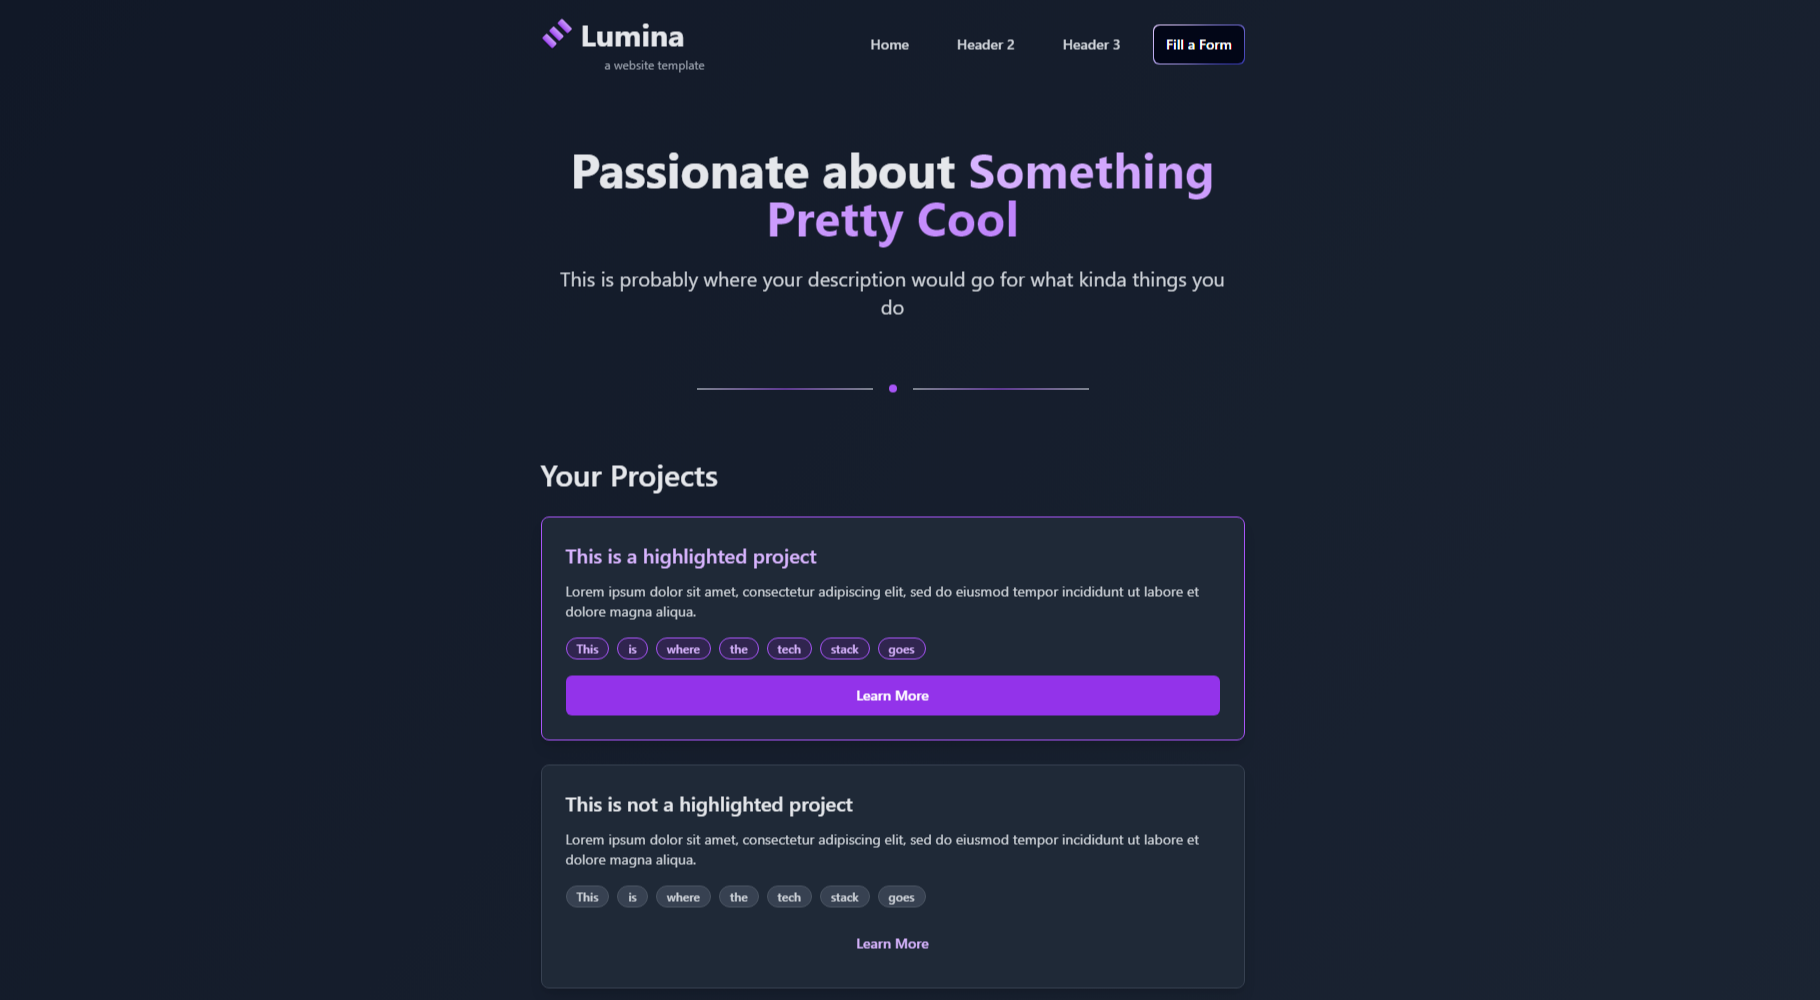 Lumina
a website template
Home
Header 2
Header 3
Fill a Form
Passionate about Something
Pretty Cool
This is probably where your description would go for what kinda things you
do
Your Projects
This is a highlighted project
Lorem ipsum dolor sit amet, consectetur adipiscing elit, sed do eiusmod tempor incididunt ut labore et
dolore magna aliqua.
This is where the tech stack goes
Learn More
This is not a highlighted project
Lorem ipsum dolor sit amet, consectetur adipiscing elit, sed do eiusmod tempor incididunt ut labore et
dolore magna aliqua.
This is where the tech stack goes
Learn More